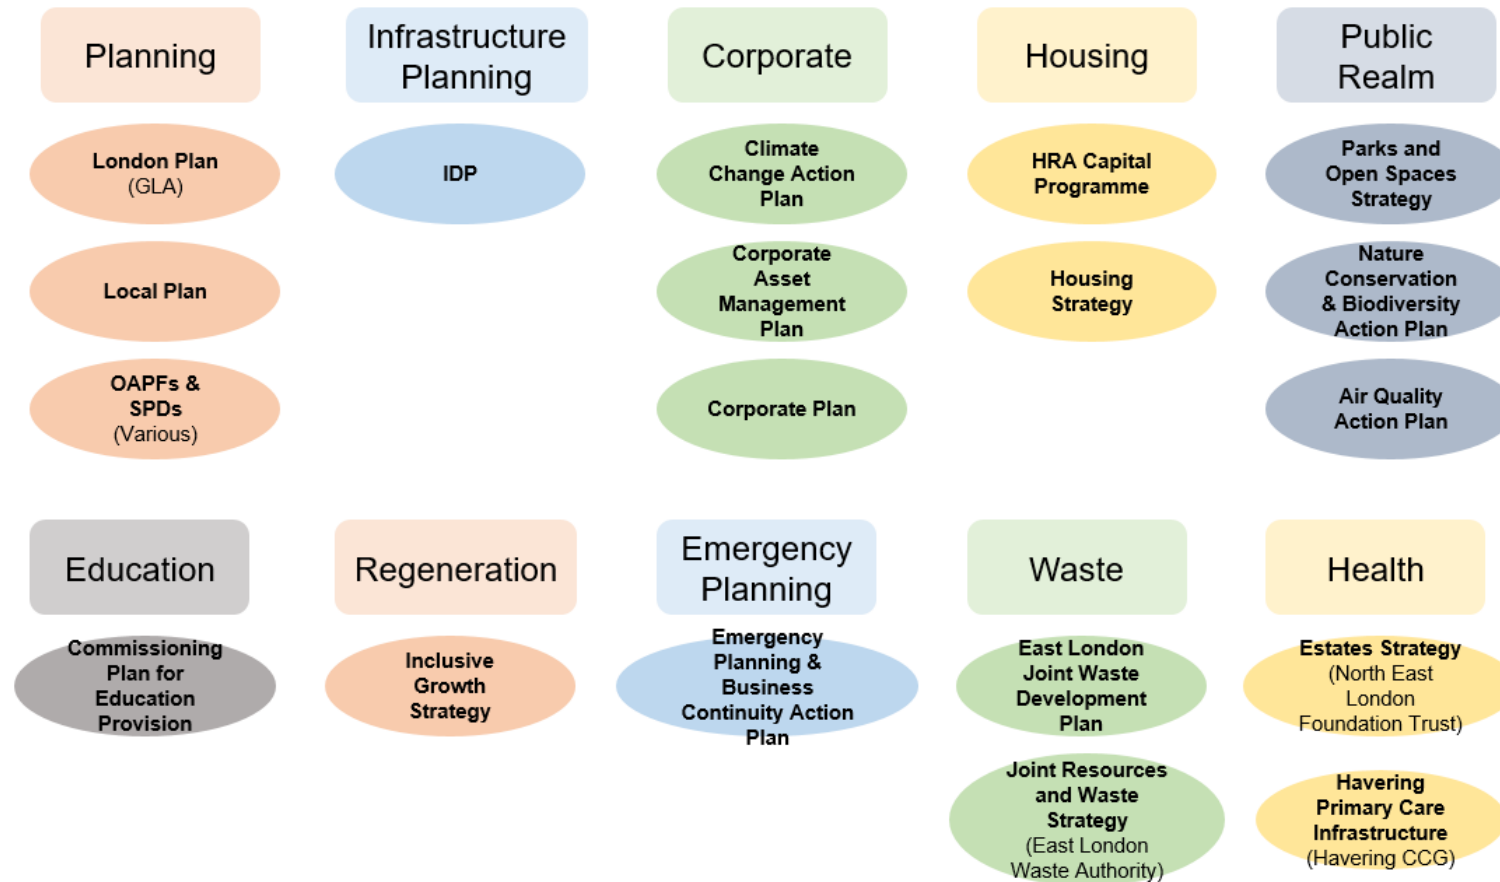 Planning
Infrastructure
Planning
Corporate
Housing
Public
Realm
London Plan
(GLA)
IDP
Climate
Change Action
Plan
HRA Capital
Programme
Parks and
Open Spaces
Strategy
Local Plan
Corporate
Asset
Management
Plan
Housing
Strategy
Nature
Conservation
& Biodiversity
Action Plan
OAPFs &
SPDs
(Various)
Corporate Plan
Air Quality
Action Plan
Education
Regeneration
Emergency
Planning
Waste
Health
Commissioning
Plan for
Education
Provision
Inclusive
Growth
Strategy
Emergency
Planning &
Business
Continuity Action
Plan
East London
Joint Waste
Development
Plan
Estates Strategy
(North East
London
Foundation Trust)
Joint Resources
and Waste
Strategy
(East London
Waste Authority)
Havering
Primary Care
Infrastructure
(Havering CCG)